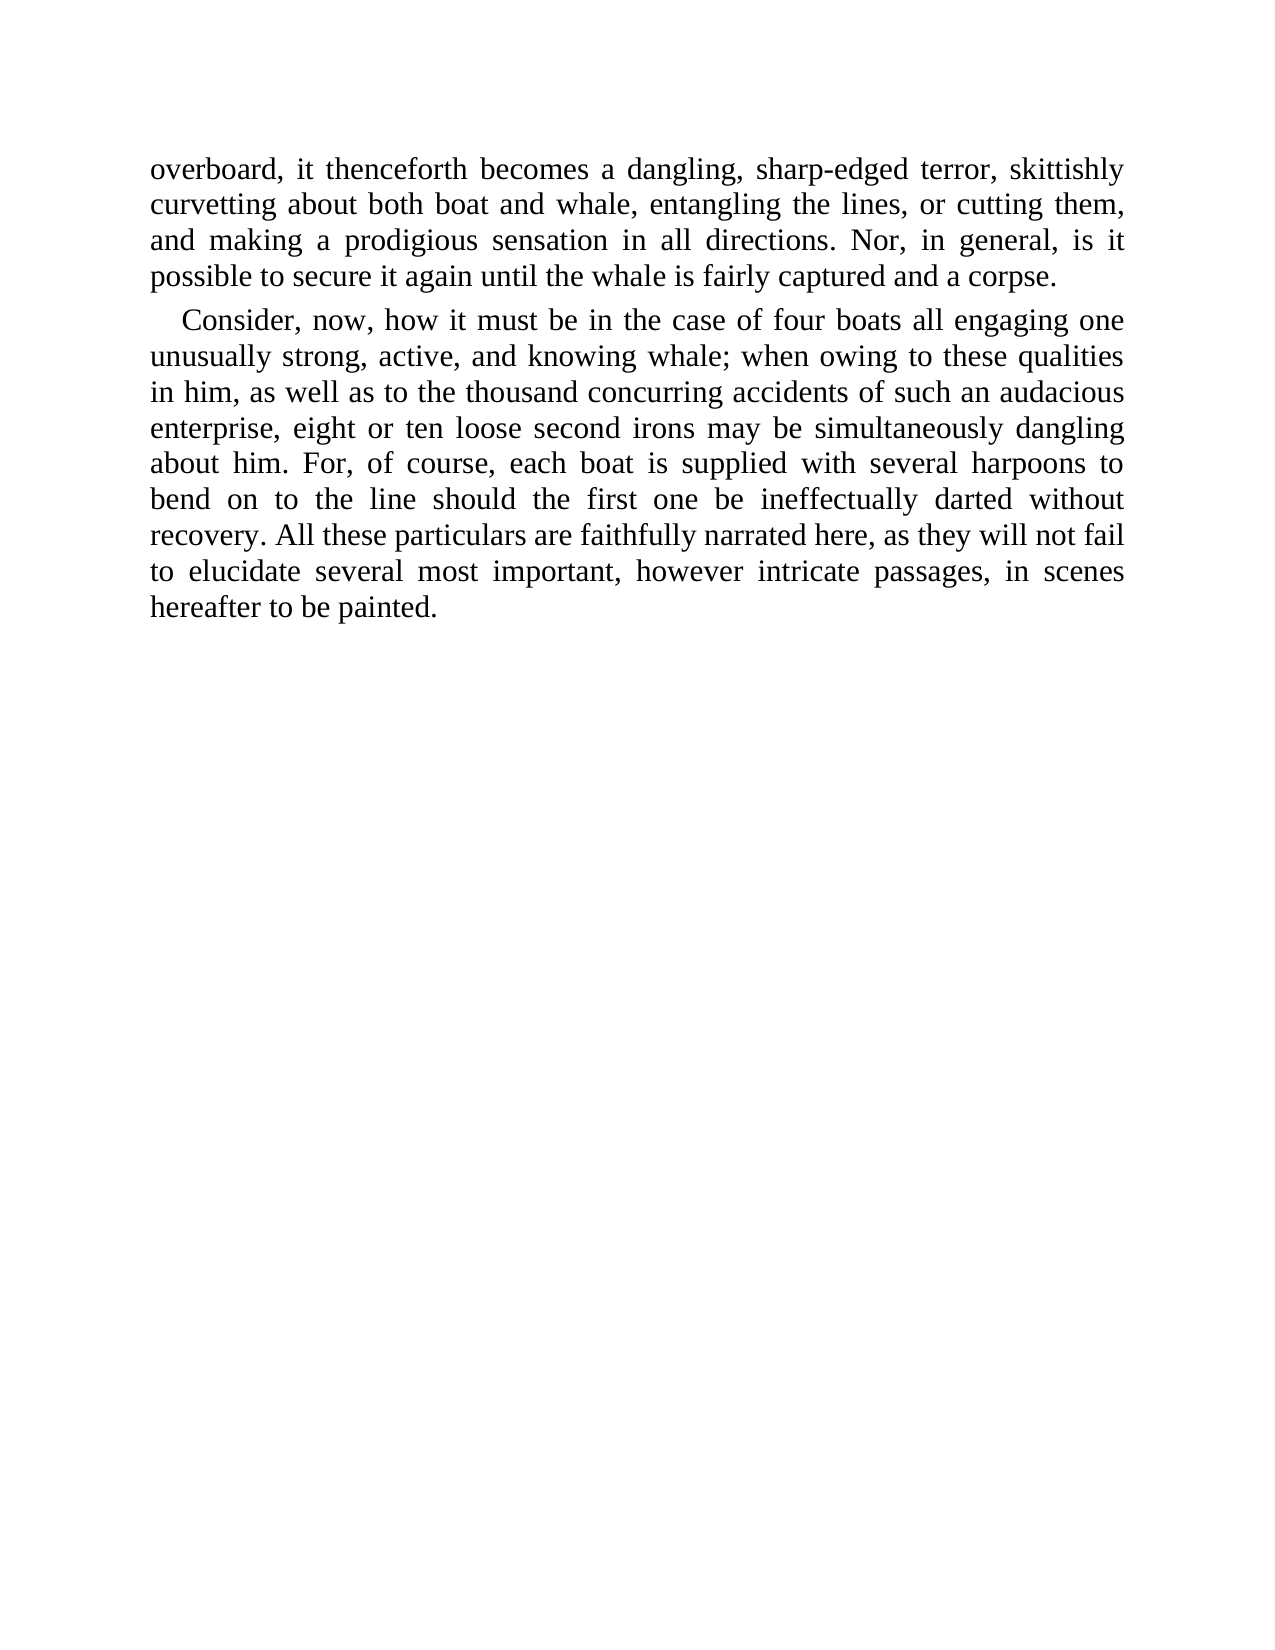 overboard, it thenceforth becomes a dangling, sharp-edged terror, skittishly
curvetting about both boat and whale, entangling the lines, or cutting them,
and making a prodigious sensation in all directions. Nor, in general, is it
possible to secure it again until the whale is fairly captured and a corpse.
Consider, now, how it must be in the case of four boats all engaging one
unusually strong, active, and knowing whale; when owing to these qualities
in him, as well as to the thousand concurring accidents of such an audacious
enterprise, eight or ten loose second irons may be simultaneously dangling
about him. For, of course, each boat is supplied with several harpoons to
bend on to the line should the first one be ineffectually darted without
recovery. All these particulars are faithfully narrated here, as they will not fail
to elucidate several most important, however intricate passages, in scenes
hereafter to be painted.